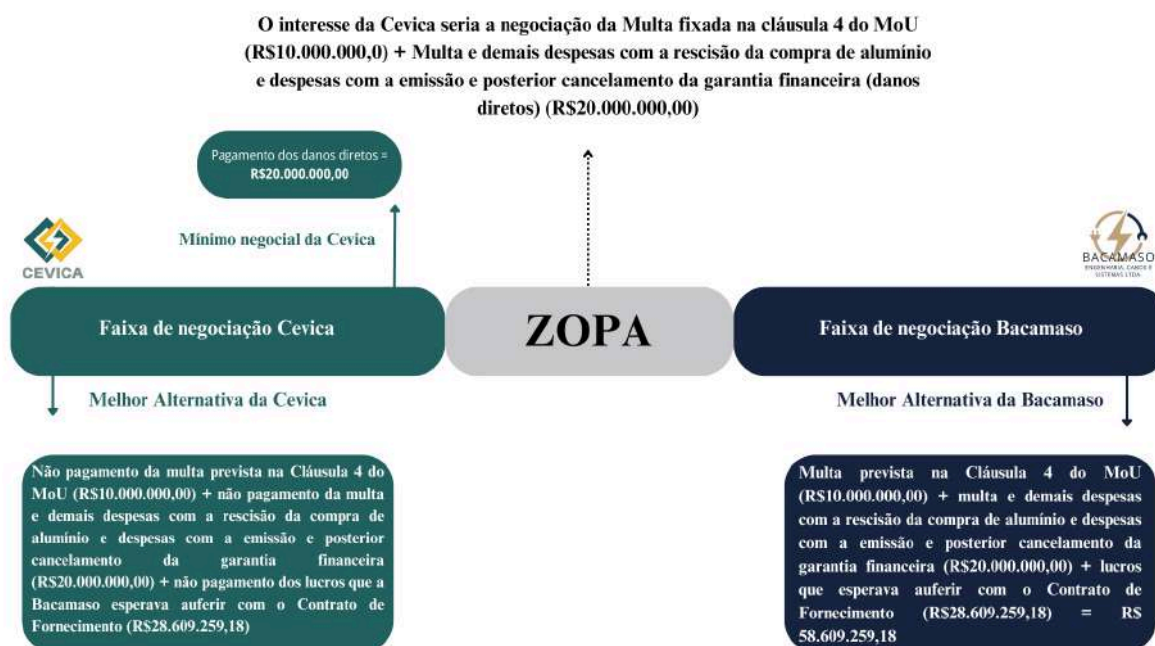 O interesse da Cevica seria a negociação da Multa fixada na cláusula 4 do MoU
(R$10.000.000,0) + Multa e demais despesas com a rescisão da compra de alumínio
e despesas com a emissão e posterior cancelamento da garantia financeira (danos
diretos) (R$20.000.000,00)
Pagamento dos danos diretos =
R$20.000.000,00
Mínimo negocial da Cevica
CEVICA
BACAMASO
ENGENHARIA, CABOS E
SISTEMAS LTDA.
Faixa de negociação Cevica
ZOPA
Faixa de negociação Bacamaso
Melhor Alternativa da Cevica
Melhor Alternativa da Bacamaso
Não pagamento da multa prevista na Cláusula 4 do
MoU (R$10.000.000,00) + não pagamento da multa
e demais despesas com a rescisão da compra de
alumínio e despesas com a emissão e posterior
cancelamento da garantia financeira
(R$20.000.000,00) + não pagamento dos lucros que a
Bacamaso esperava auferir com o Contrato de
Fornecimento (R$28.609.259,18)
Multa prevista na Cláusula 4 do MoU
(R$10.000.000,00) + multa e demais despesas
com a rescisão da compra de alumínio e despesas
com a emissão e posterior cancelamento da
garantia financeira (R$20.000.000,00) + lucros
que esperava auferir com o Contrato de
Fornecimento (R$28.609.259,18) = R$
58.609.259,18